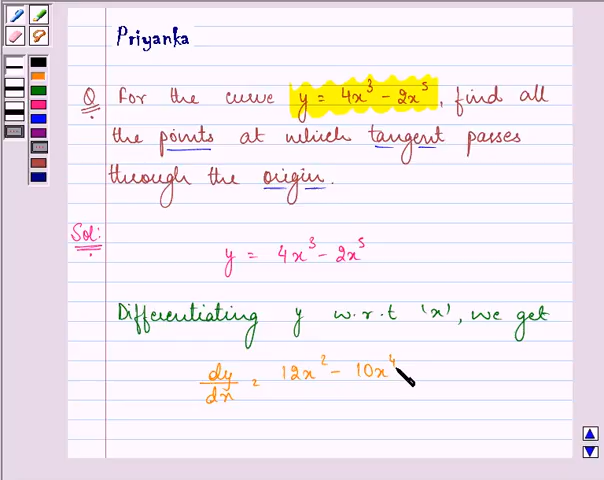 Priyanka
Q For the curve y = 4x³ - 2x⁵, find all
the points at which tangent passes
through the origin.
Sol:
y = 4x³ - 2x⁵
Differentiating y w.r.t 'x', we get
dy/dx = 12x² - 10x⁴